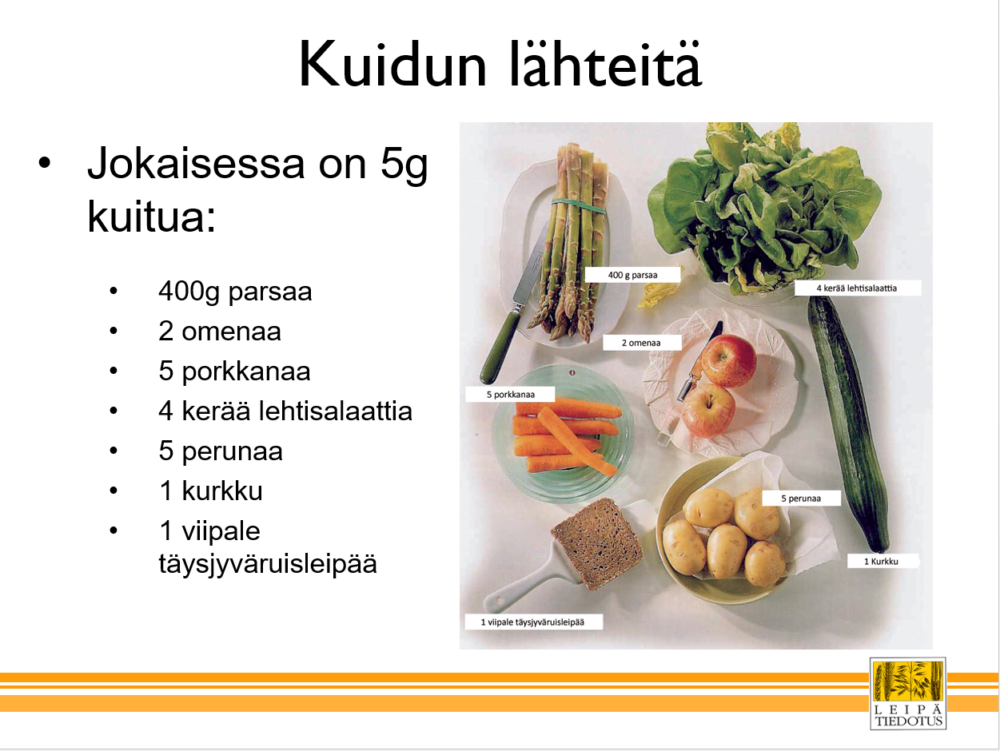 Kuidun lähteitä
• Jokaisessa on 5g
kuitua:
• 400g parsaa
• 2 omenaa
• 5 porkkanaa
• 4 kerää lehtisalaattia
• 5 perunaa
• 1 kurkku
• 1 viipale
täysjyväruisleipää
400 g parsaa
4 kerää lehtisalaattia
2 omenaa
5 porkkanaa
5 perunaa
1 Kurkku
1 viipale täysjyväruisleipää
LEIPÄ
TIEDOTUS